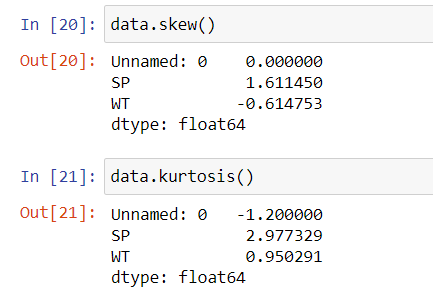 In [20]: data.skew()
Out[20]: Unnamed: 0    0.000000
SP            1.611450
WT           -0.614753
dtype: float64
In [21]: data.kurtosis()
Out[21]: Unnamed: 0   -1.200000
SP            2.977329
WT            0.950291
dtype: float64